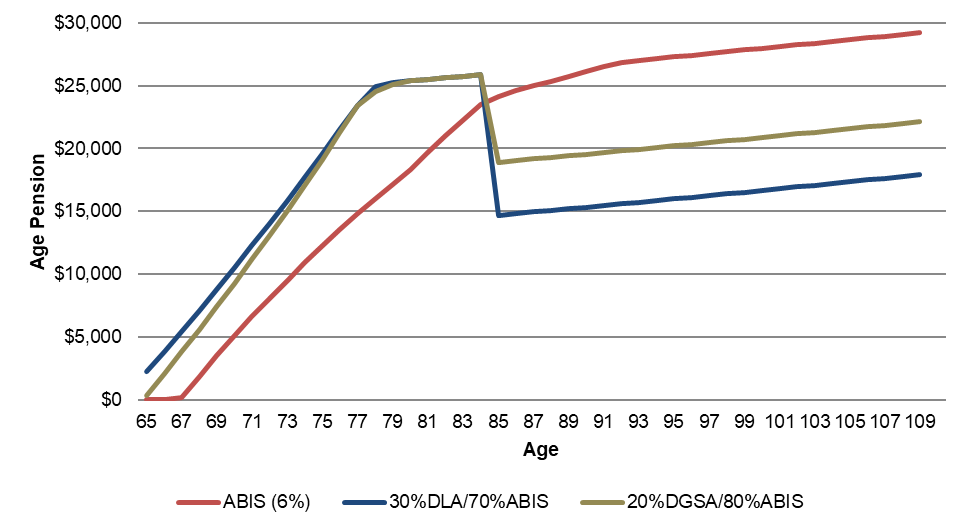 $30,000
$25,000
$20,000
$15,000
$10,000
$5,000
$0
Age Pension
65 67 69 71 73 75 77 79 81 83 85 87 89 91 93 95 97 99 101 103 105 107 109
Age
ABIS (6%) 30%DLA/70%ABIS 20%DGSA/80%ABIS